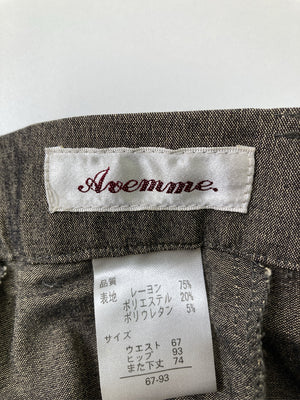 Avemme.
品質
表地 レーヨン 75%
ポリエステル 20%
ポリウレタン 5%
サイズ
ウエスト 67
ヒップ 93
また下丈 74
67-93